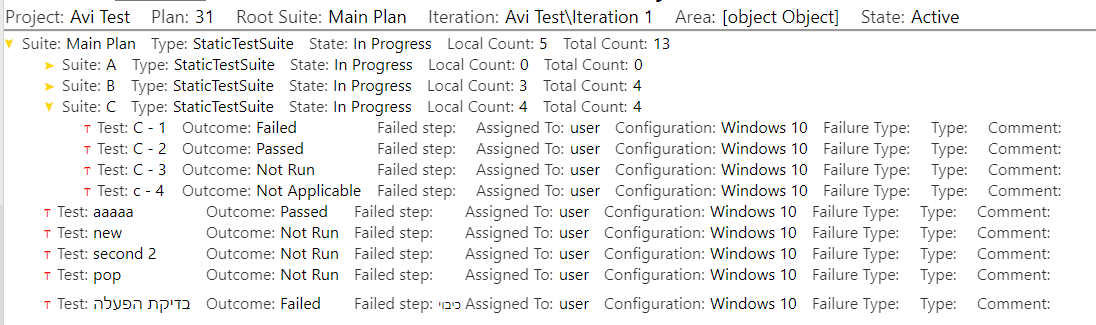 Project: Avi Test Plan: 31 Root Suite: Main Plan Iteration: Avi Test\Iteration 1 Area: [object Object] State: Active
Suite: Main Plan Type: StaticTestSuite State: In Progress Local Count: 5 Total Count: 13
Suite: A Type: StaticTestSuite State: In Progress Local Count: 0 Total Count: 0
Suite: B Type: StaticTestSuite State: In Progress Local Count: 3 Total Count: 4
Suite: C Type: StaticTestSuite State: In Progress Local Count: 4 Total Count: 4
T Test: C - 1 Outcome: Failed Failed step: Assigned To: user Configuration: Windows 10 Failure Type: Type: Comment:
T Test: C - 2 Outcome: Passed Failed step: Assigned To: user Configuration: Windows 10 Failure Type: Type: Comment:
T Test: C - 3 Outcome: Not Run Failed step: Assigned To: user Configuration: Windows 10 Failure Type: Type: Comment:
T Test: c - 4 Outcome: Not Applicable Failed step: Assigned To: user Configuration: Windows 10 Failure Type: Type: Comment:
T Test: aaaaa Outcome: Passed Failed step: Assigned To: user Configuration: Windows 10 Failure Type: Type: Comment:
T Test: new Outcome: Not Run Failed step: Assigned To: user Configuration: Windows 10 Failure Type: Type: Comment:
T Test: second 2 Outcome: Not Run Failed step: Assigned To: user Configuration: Windows 10 Failure Type: Type: Comment:
T Test: pop Outcome: Not Run Failed step: Assigned To: user Configuration: Windows 10 Failure Type: Type: Comment:
T Test: בדיקת הפעלה Outcome: Failed Failed step: כיבוי Assigned To: user Configuration: Windows 10 Failure Type: Type: Comment: